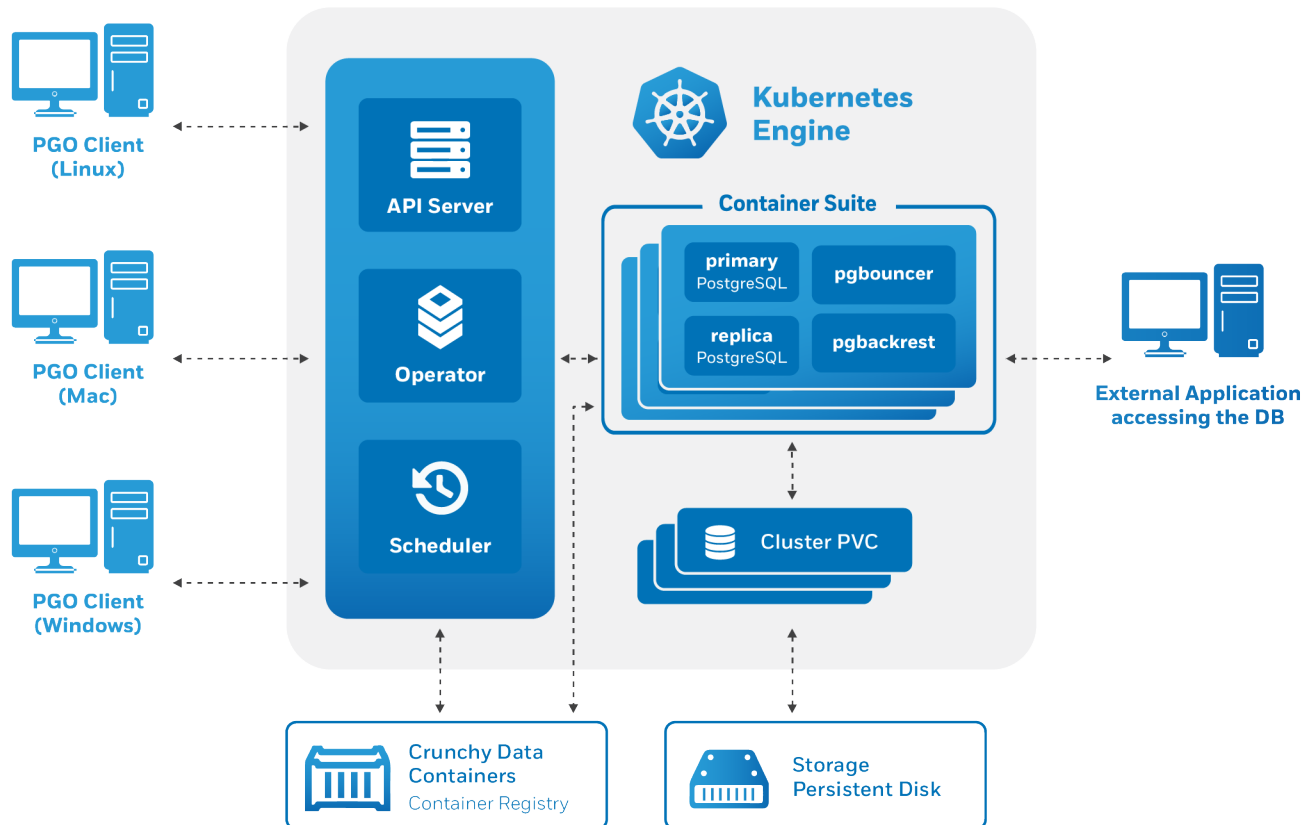 PGO Client
(Linux)
PGO Client
(Mac)
PGO Client
(Windows)
API Server
Operator
Scheduler
Kubernetes
Engine
Container Suite
primary
PostgreSQL
pgbouncer
replica
PostgreSQL
pgbackrest
Cluster PVC
External Application
accessing the DB
Crunchy Data
Containers
Container Registry
Storage
Persistent Disk